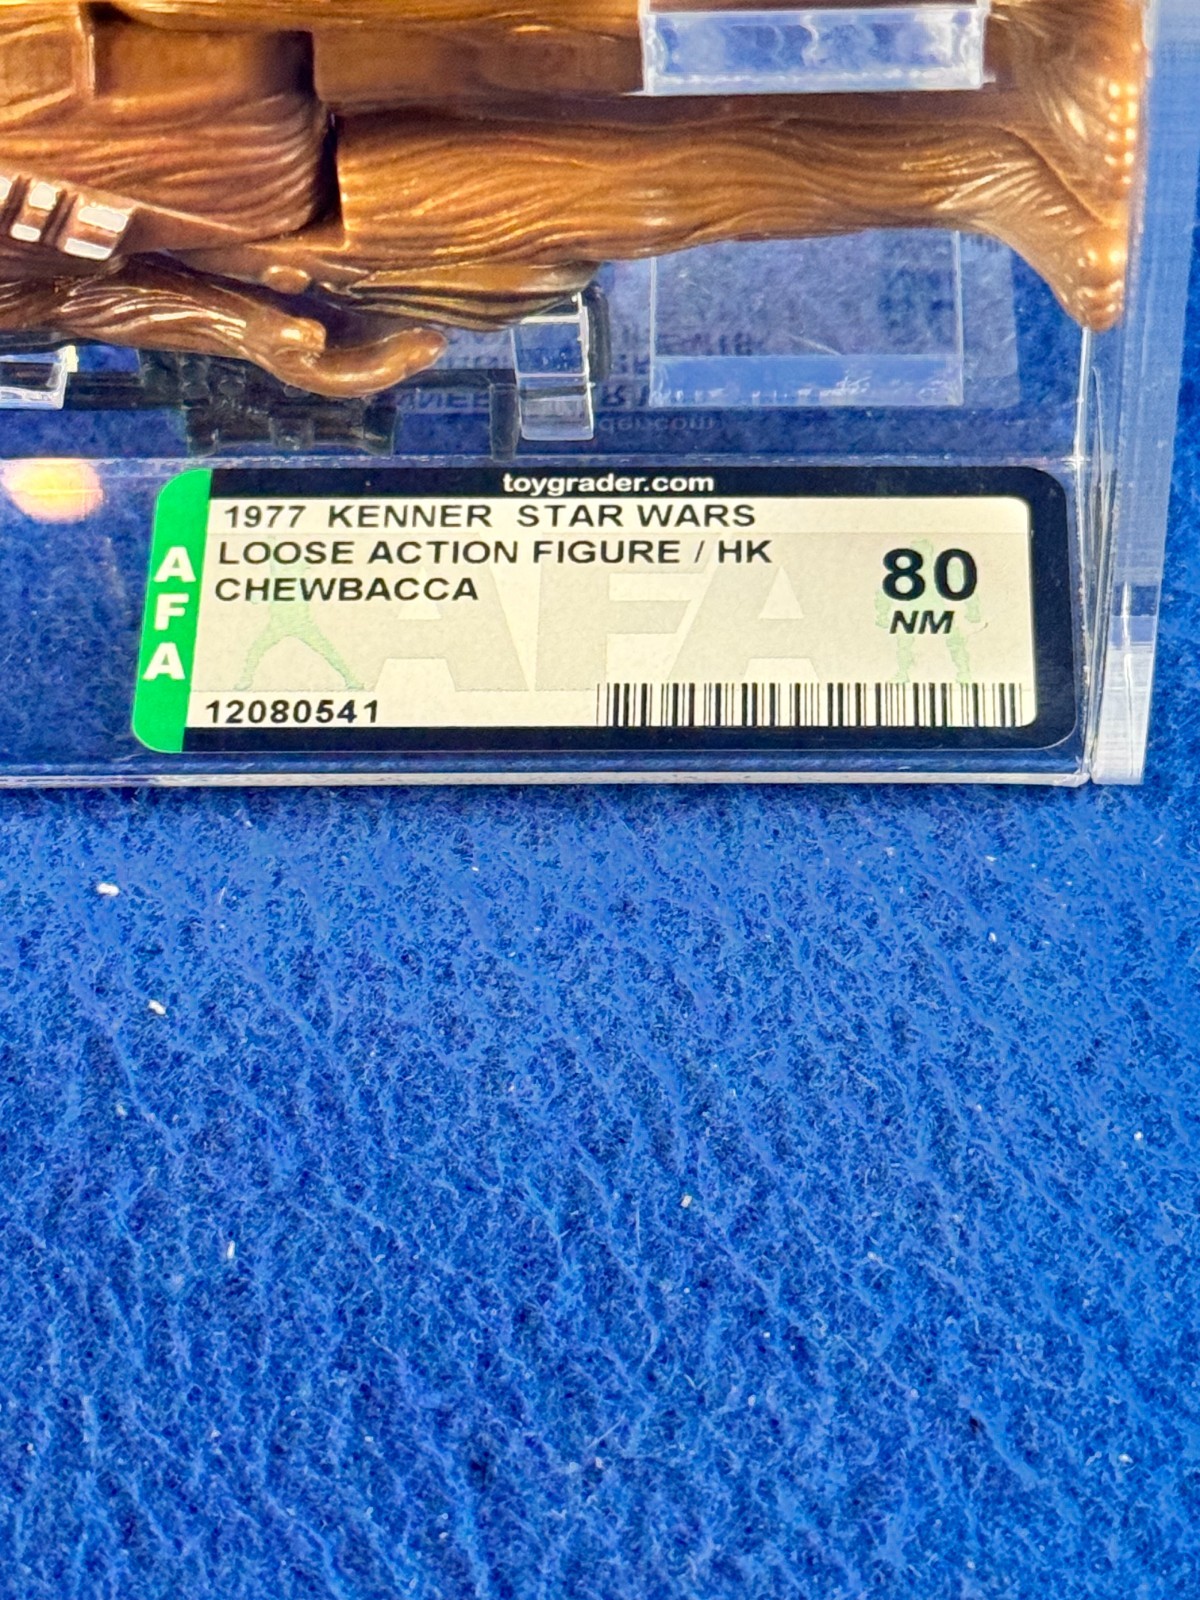 toygrader.com
1977 KENNER STAR WARS
LOOSE ACTION FIGURE / HK
CHEWBACCA
80
NM
AFA
AFA
12080541